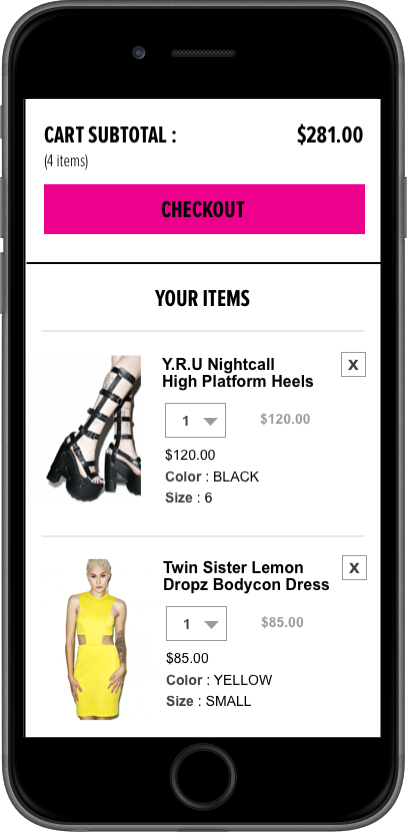 CART SUBTOTAL : $281.00
(4 items)
CHECKOUT
YOUR ITEMS
Y.R.U Nightcall
High Platform Heels
X
1
$120.00
$120.00
Color : BLACK
Size : 6
Twin Sister Lemon
Dropz Bodycon Dress
X
1
$85.00
$85.00
Color : YELLOW
Size : SMALL